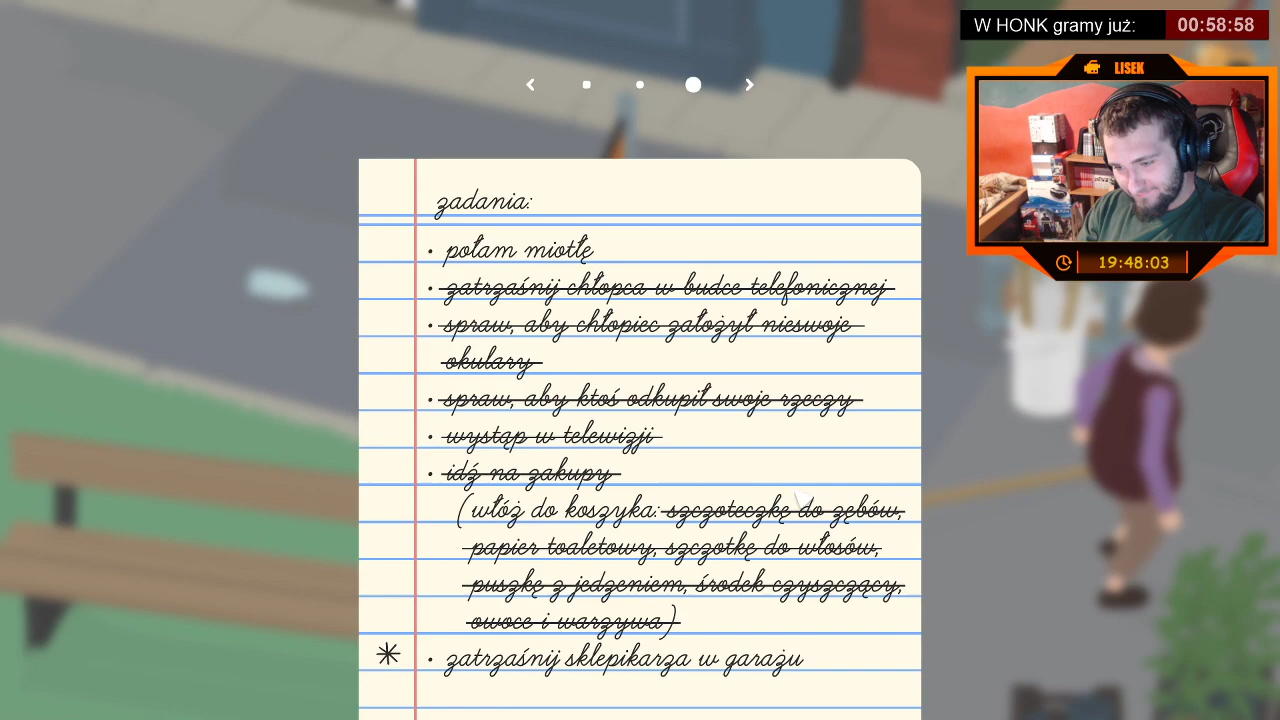 W HONK gramy już: 00:58:58
LISEK
19:48:03
zadania:
• połam miotłę
• zatrzaśnij chłopca w budce telefonicznej
• spraw, aby chłopiec założył nieswoje
okulary
• spraw, aby ktoś odkupił swoje rzeczy
• wystąp w telewizji
• idź na zakupy
(włóż do koszyka: szczoteczkę do zębów,
papier toaletowy, szczotkę do włosów,
puszkę z jedzeniem, środek czyszczący,
owoce i warzywa)
• zatrzaśnij sklepikarza w garażu